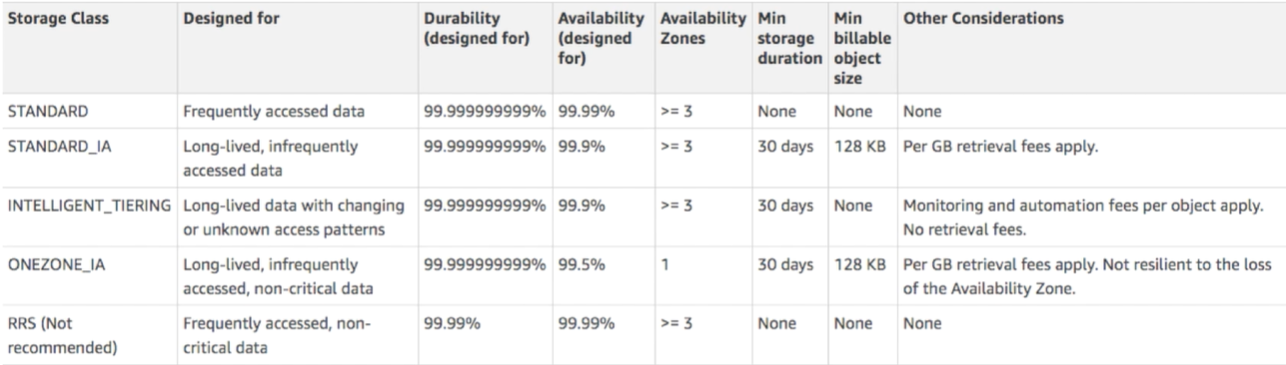 Storage Class Designed for Durability (designed for) Availability (designed for) Availability Zones Min storage duration Min billable object size Other Considerations
STANDARD Frequently accessed data 99.999999999% 99.99% >= 3 None None None
STANDARD_IA Long-lived, infrequently accessed data 99.999999999% 99.9% >= 3 30 days 128 KB Per GB retrieval fees apply.
INTELLIGENT_TIERING Long-lived data with changing or unknown access patterns 99.999999999% 99.9% >= 3 30 days None Monitoring and automation fees per object apply. No retrieval fees.
ONEZONE_IA Long-lived, infrequently accessed, non-critical data 99.999999999% 99.5% 1 30 days 128 KB Per GB retrieval fees apply. Not resilient to the loss of the Availability Zone.
RRS (Not recommended) Frequently accessed, non-critical data 99.99% 99.99% >= 3 None None None